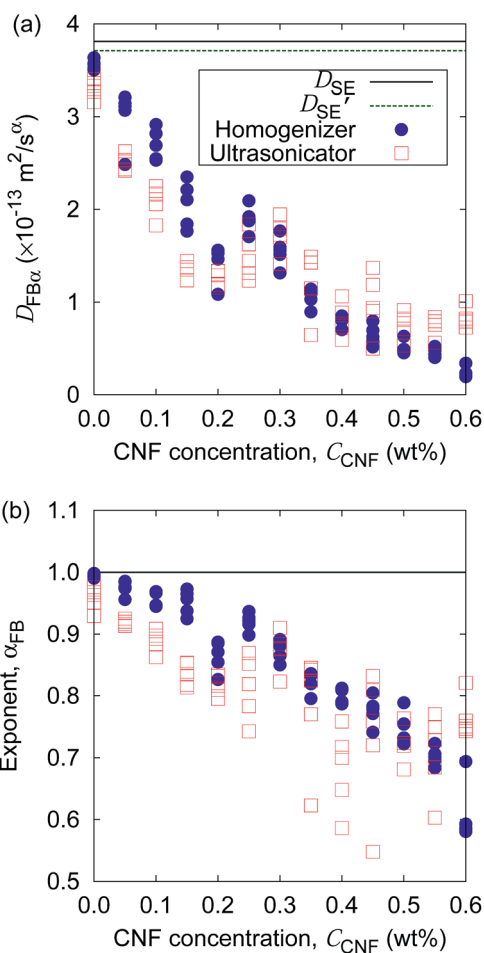 (a)
4
3
2
1
0
D_FBα (×10⁻¹³ m²/s^α)
D_SE
D_SE′
Homogenizer
Ultrasonicator
0.0 0.1 0.2 0.3 0.4 0.5 0.6
CNF concentration, C_CNF (wt%)
(b)
1.1
1.0
0.9
0.8
0.7
0.6
0.5
Exponent, α_FB
0.0 0.1 0.2 0.3 0.4 0.5 0.6
CNF concentration, C_CNF (wt%)